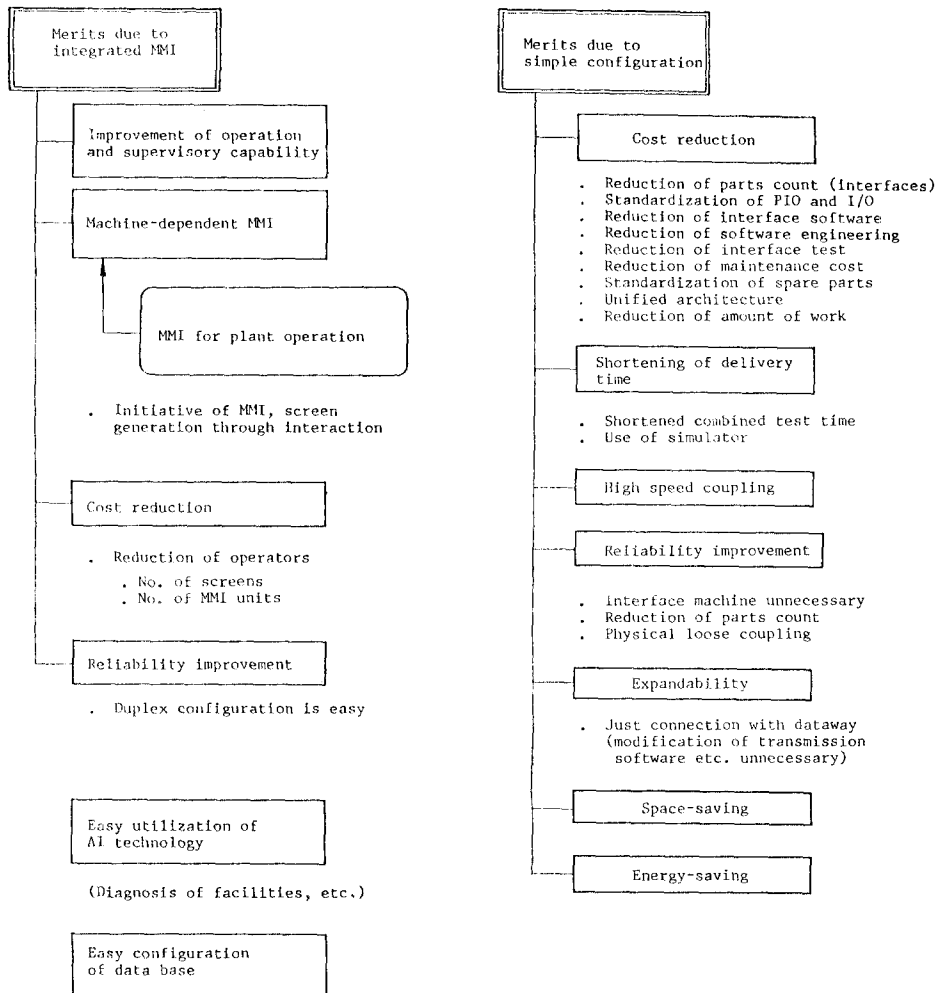 Merits due to
integrated MMI
Improvement of operation
and supervisory capability
Machine-dependent MMI
MMI for plant operation
. Initiative of MMI, screen
generation through interaction
Cost reduction
. Reduction of operators
. No. of screens
. No. of MMI units
Reliability improvement
. Duplex configuration is easy
Easy utilization of
AI technology
(Diagnosis of facilities, etc.)
Easy configuration
of data base
Merits due to
simple configuration
Cost reduction
. Reduction of parts count (interfaces)
. Standardization of PIO and I/O
. Reduction of interface software
. Reduction of software engineering
. Reduction of interface test
. Reduction of maintenance cost
. Standardization of spare parts
. Unified architecture
. Reduction of amount of work
Shortening of delivery
time
. Shortened combined test time
. Use of simulator
High speed coupling
Reliability improvement
. Interface machine unnecessary
. Reduction of parts count
. Physical loose coupling
Expandability
. Just connection with dataway
(modification of transmission
software etc. unnecessary)
Space-saving
Energy-saving